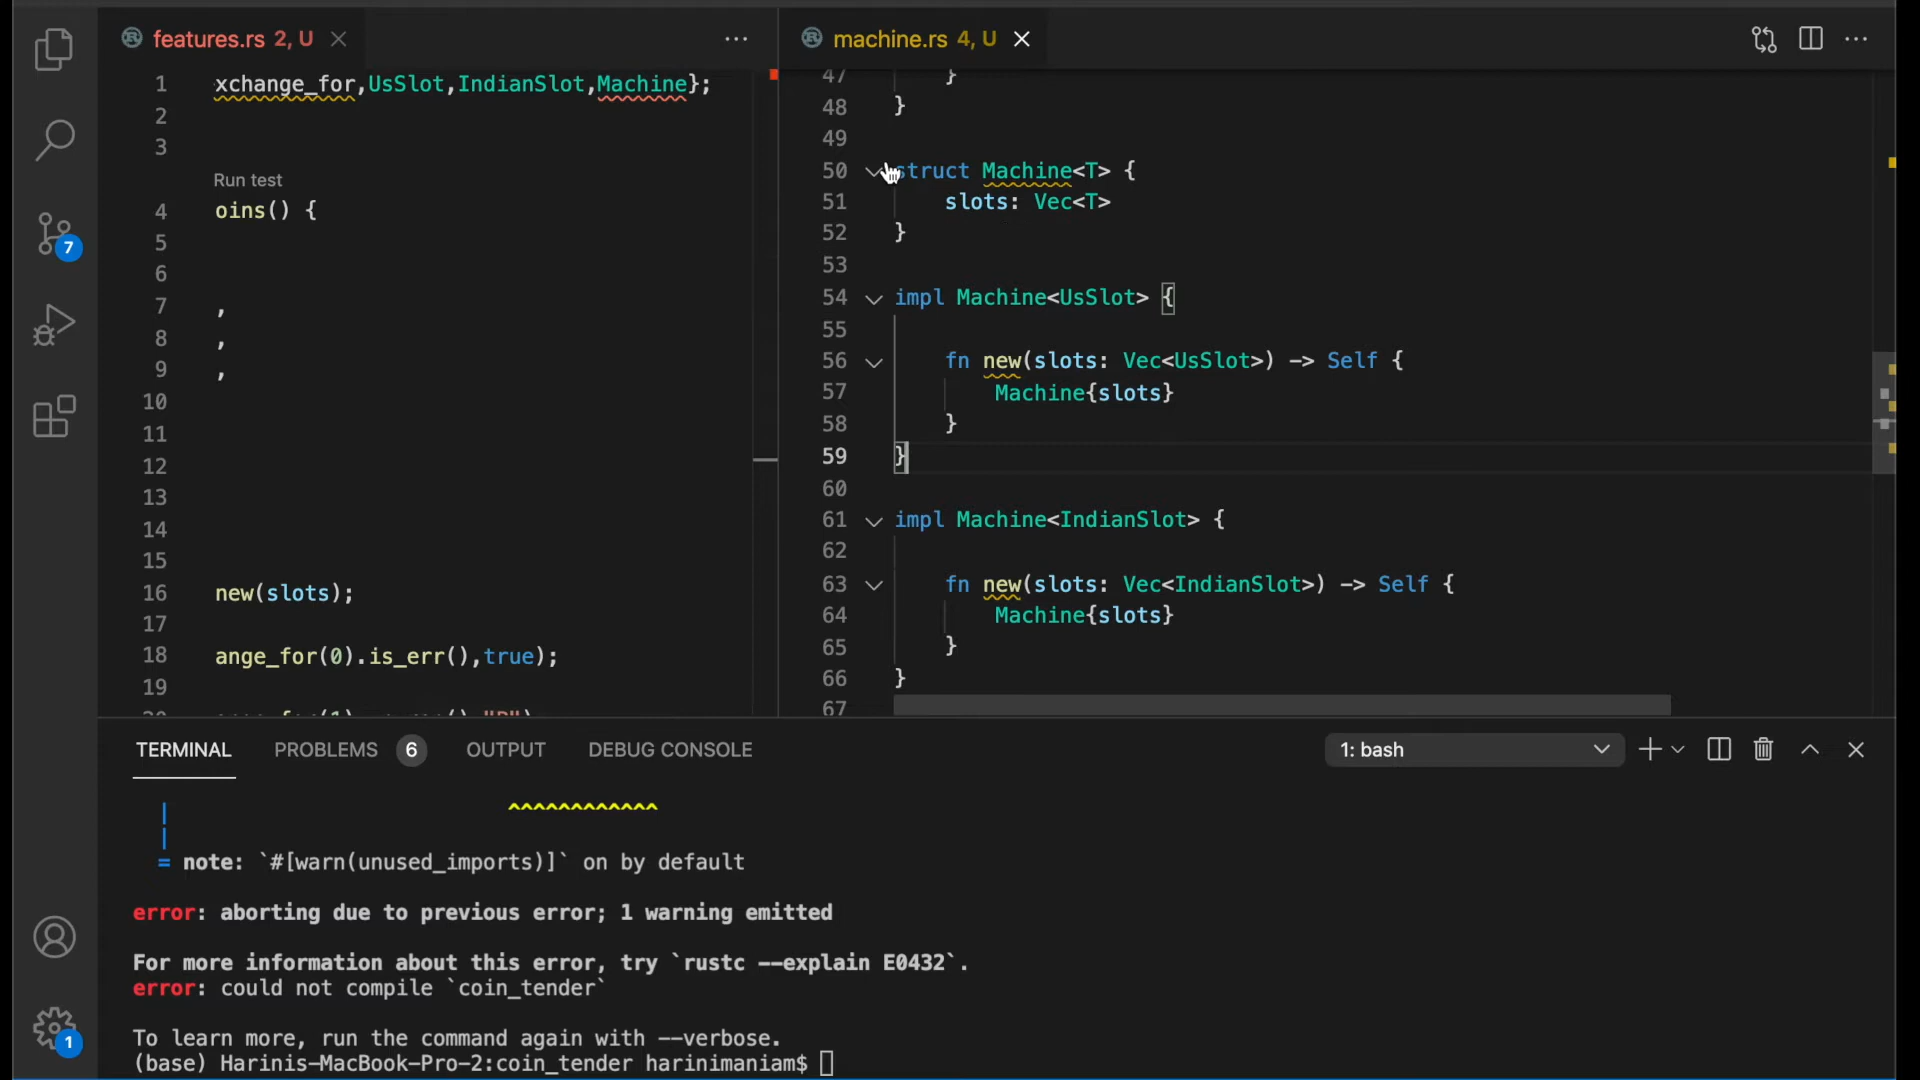 features.rs 2, U
1 xchange_for,UsSlot,IndianSlot,Machine};
2
3
Run test
4 oins() {
5
6
7 ,
8 ,
9 ,
10
11
12
13
14
15
16 new(slots);
17
18 ange_for(0).is_err(),true);
19
machine.rs 4, U
47 }
48 }
49
50 struct Machine<T> {
51 slots: Vec<T>
52 }
53
54 impl Machine<UsSlot> {
55
56 fn new(slots: Vec<UsSlot>) -> Self {
57 Machine{slots}
58 }
59 }
60
61 impl Machine<IndianSlot> {
62
63 fn new(slots: Vec<IndianSlot>) -> Self {
64 Machine{slots}
65 }
66 }
67
7
1
TERMINAL PROBLEMS 6 OUTPUT DEBUG CONSOLE 1: bash
^^^^^^^^^^^^
= note: `#[warn(unused_imports)]` on by default
error: aborting due to previous error; 1 warning emitted
For more information about this error, try `rustc --explain E0432`.
error: could not compile `coin_tender`
To learn more, run the command again with --verbose.
(base) Harinis-MacBook-Pro-2:coin_tender harinimaniam$